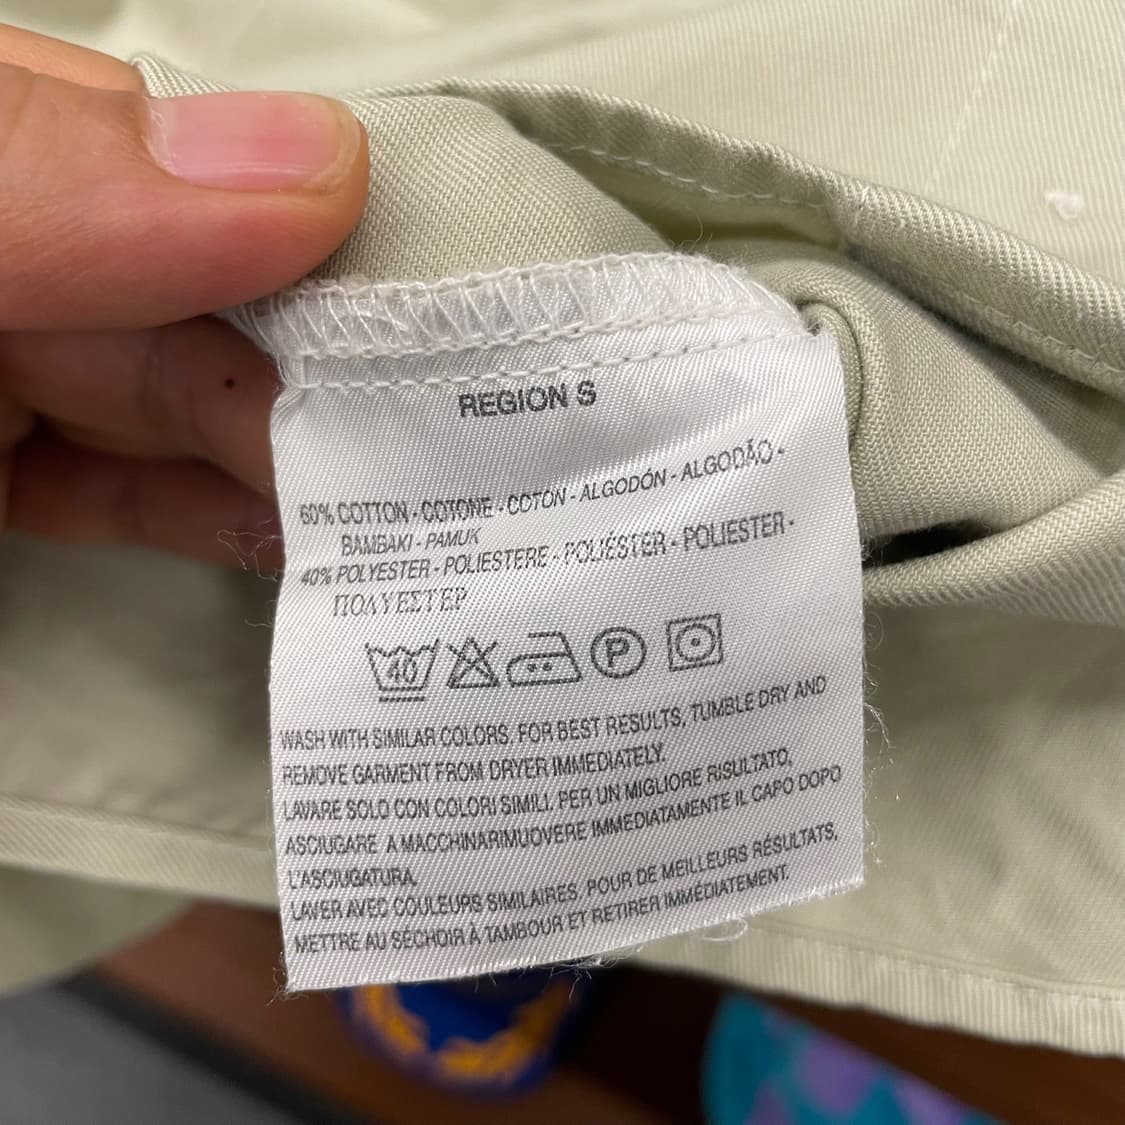 REGION S
60% COTTON - COTONE - COTON - ALGODÓN - ALGODÃO -
BAMBAKI - PAMUK
40% POLYESTER - POLIESTERE - POLIÉSTER - POLIESTER -
ΠΟΛΥΕΣΤΕΡ
40 P
WASH WITH SIMILAR COLORS. FOR BEST RESULTS, TUMBLE DRY AND
REMOVE GARMENT FROM DRYER IMMEDIATELY.
LAVARE SOLO CON COLORI SIMILI. PER UN MIGLIORE RISULTATO,
ASCIUGARE A MACCHINARIMUOVERE IMMEDIATAMENTE IL CAPO DOPO
L'ASCIUGATURA.
LAVER AVEC COULEURS SIMILAIRES. POUR DE MEILLEURS RÉSULTATS,
METTRE AU SÉCHOIR À TAMBOUR ET RETIRER IMMÉDIATEMENT.